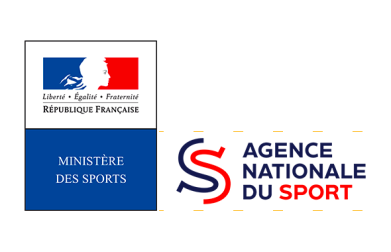 Liberté • Égalité • Fraternité
RÉPUBLIQUE FRANÇAISE
MINISTÈRE
DES SPORTS
AGENCE
NATIONALE
DU SPORT